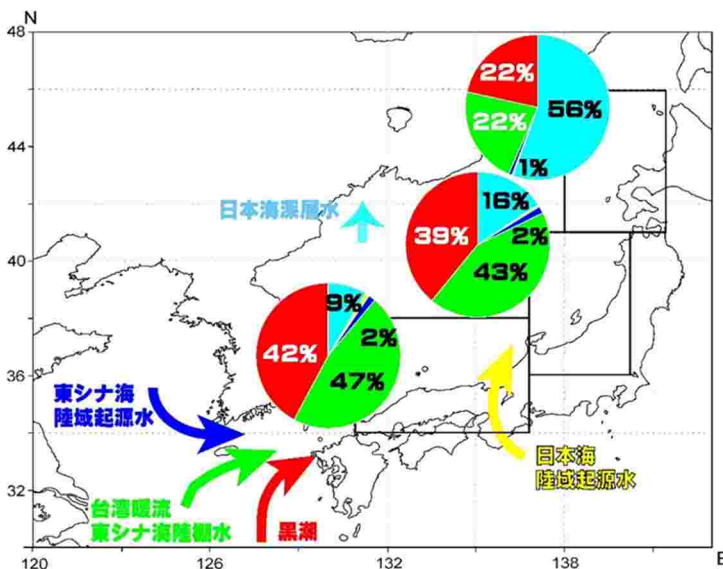 N
48
44
40
36
32
120
126
132
138
E
22%
56%
22%
1%
日本海深層水
16%
39%
2%
43%
9%
42%
2%
47%
東シナ海
陸域起源水
日本海
陸域起源水
台湾暖流
東シナ海陸棚水
黒潮